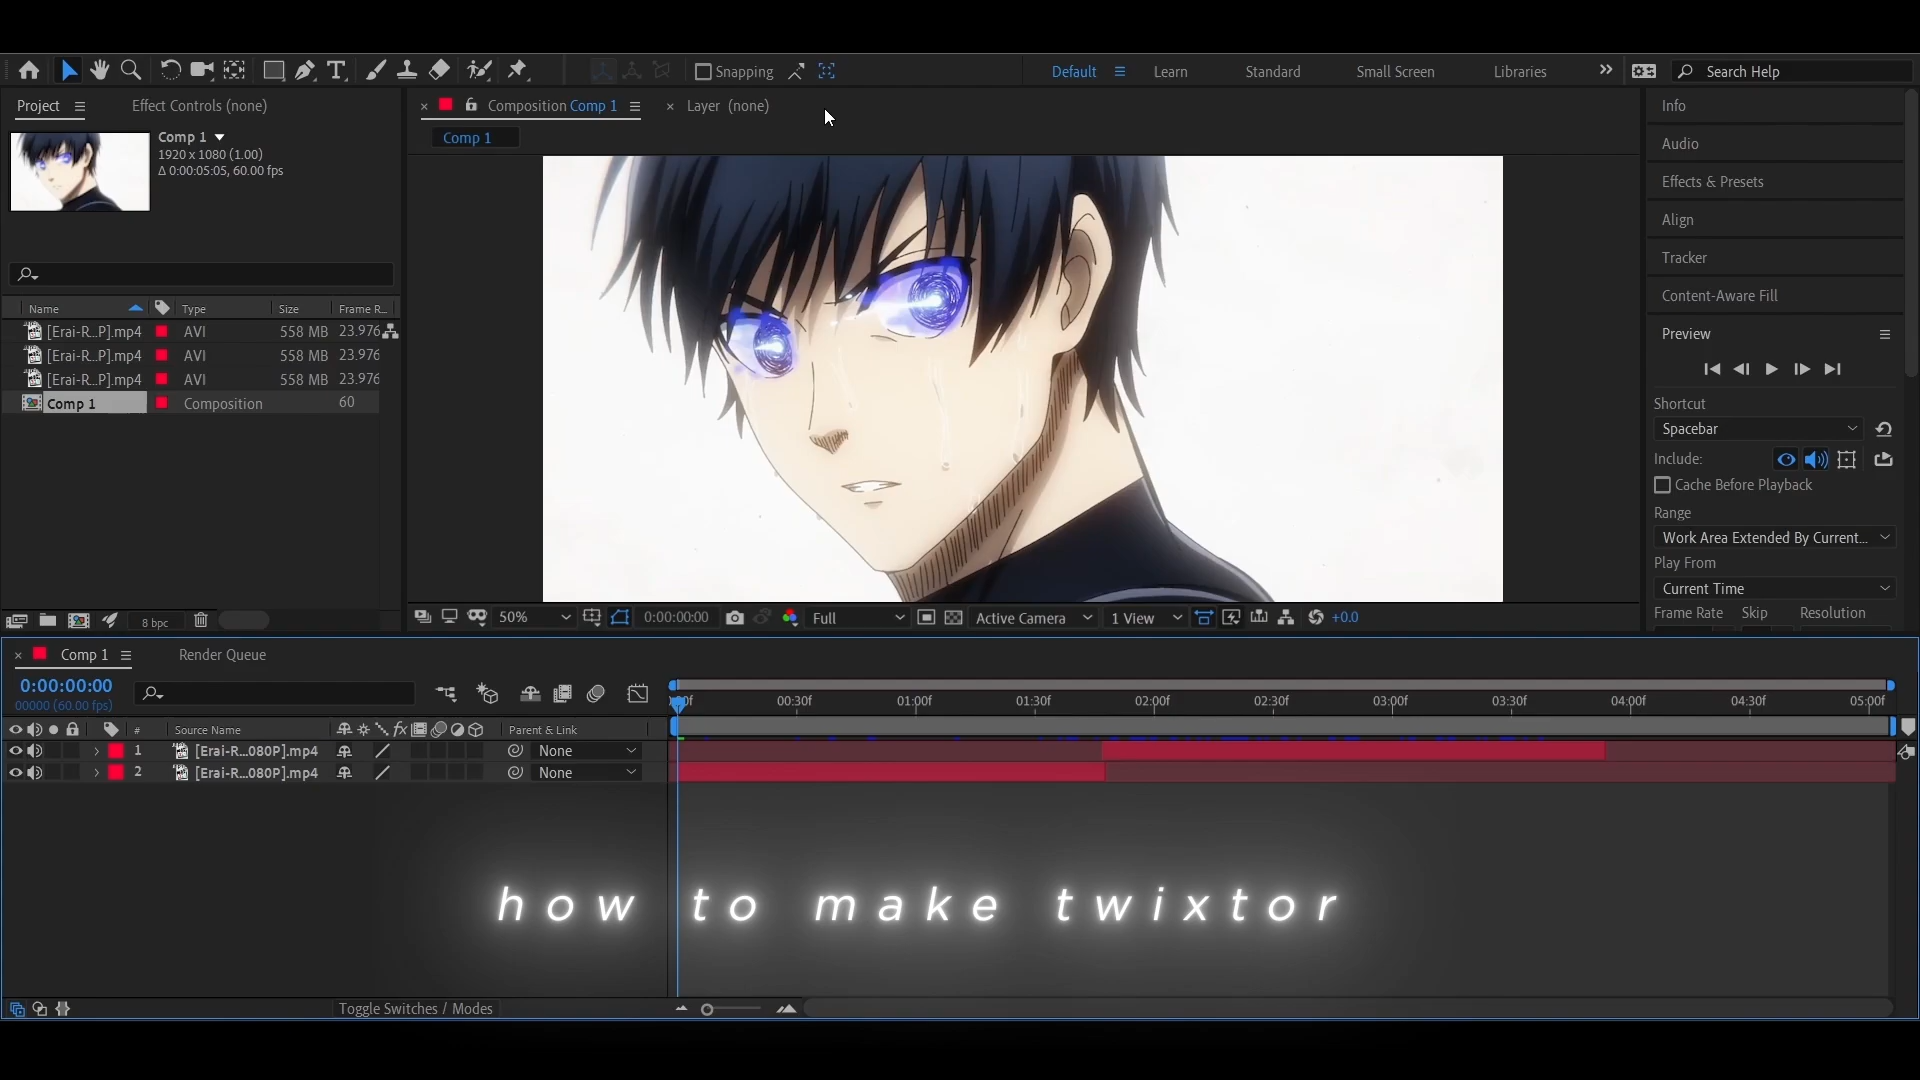 Snapping
Default
Learn
Standard
Small Screen
Libraries
Search Help
Project
Effect Controls (none)
Comp 1
1920 x 1080 (1.00)
Δ 0:00:05:05, 60.00 fps
Composition Comp 1
Layer (none)
Comp 1
Name
Type
Size
Frame R...
[Erai-R...P].mp4 AVI 558 MB 23.976
[Erai-R...P].mp4 AVI 558 MB 23.976
[Erai-R...P].mp4 AVI 558 MB 23.976
Comp 1 Composition 60
8 bpc
50%
0:00:00:00
Full
Active Camera
1 View
+0.0
Info
Audio
Effects & Presets
Align
Tracker
Content-Aware Fill
Preview
Shortcut
Spacebar
Include:
Cache Before Playback
Range
Work Area Extended By Current...
Play From
Current Time
Frame Rate Skip Resolution
Comp 1
Render Queue
0:00:00:00
00000 (60.00 fps)
00:30f 01:00f 01:30f 02:00f 02:30f 03:00f 03:30f 04:00f 04:30f 05:00f
# Source Name
Parent & Link
1 [Erai-R...080P].mp4 None
2 [Erai-R...080P].mp4 None
how to make twixtor
Toggle Switches / Modes